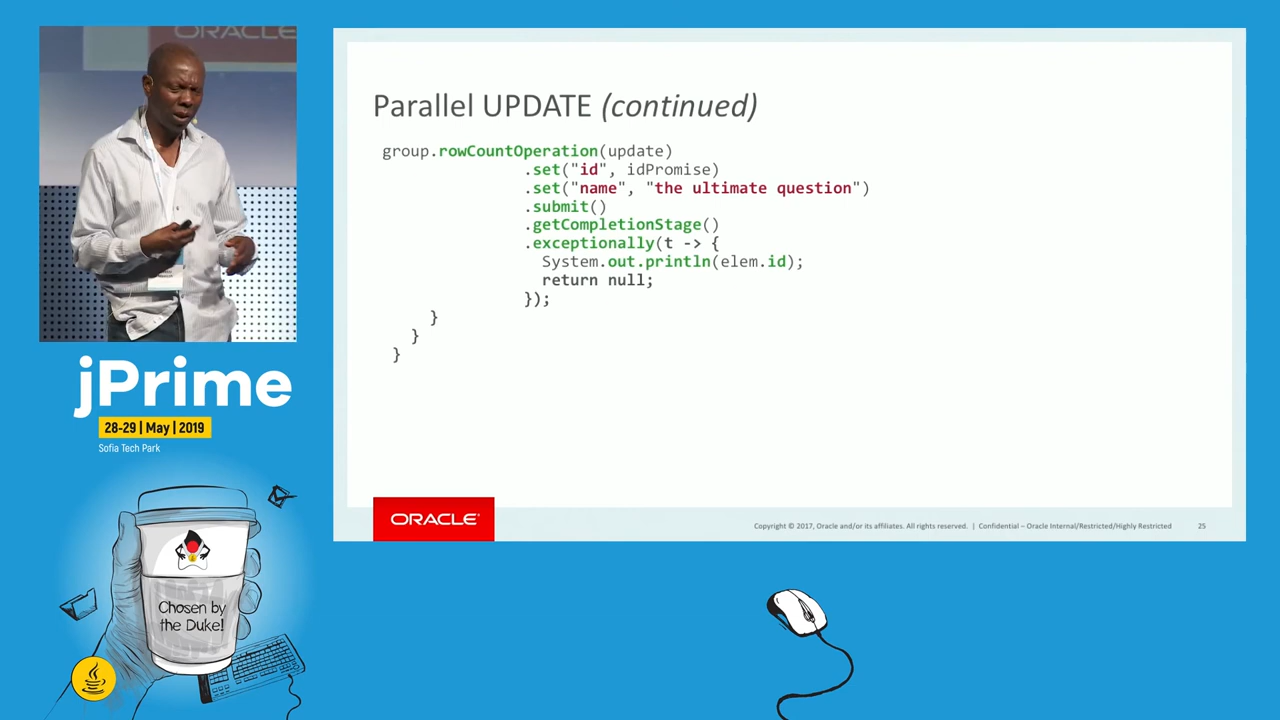 ORACLE
Parallel UPDATE (continued)
group.rowCountOperation(update)
.set("id", idPromise)
.set("name", "the ultimate question")
.submit()
.getCompletionStage()
.exceptionally(t -> {
System.out.println(elem.id);
return null;
});
}
}
}
ORACLE
Copyright © 2017, Oracle and/or its affiliates. All rights reserved. | Confidential – Oracle Internal/Restricted/Highly Restricted 25
jPrime
28-29 | May | 2019
Sofia Tech Park
Chosen by
the Duke!